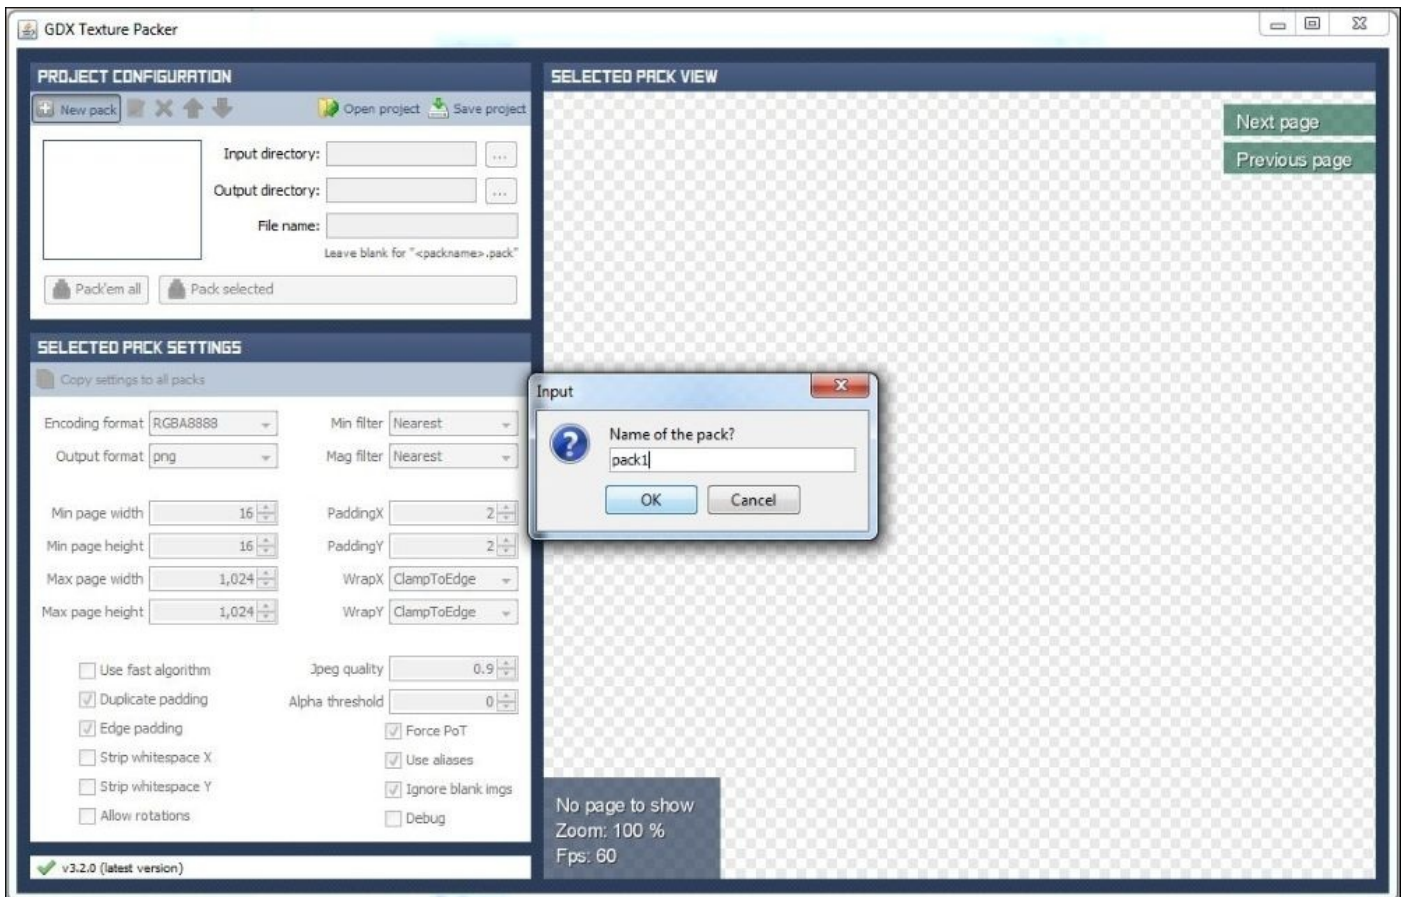 GDX Texture Packer
PROJECT CONFIGURATION
New pack Open project Save project
Input directory: ...
Output directory: ...
File name:
Leave blank for "<packname>.pack"
Pack'em all Pack selected
SELECTED PACK SETTINGS
Copy settings to all packs
Encoding format RGBA8888 Min filter Nearest
Output format png Mag filter Nearest
Min page width 16 PaddingX 2
Min page height 16 PaddingY 2
Max page width 1,024 WrapX ClampToEdge
Max page height 1,024 WrapY ClampToEdge
Use fast algorithm Jpeg quality 0.9
Duplicate padding Alpha threshold 0
Edge padding Force PoT
Strip whitespace X Use aliases
Strip whitespace Y Ignore blank imgs
Allow rotations Debug
v3.2.0 (latest version)
SELECTED PACK VIEW
Next page
Previous page
Input
Name of the pack?
pack1
OK Cancel
No page to show
Zoom: 100 %
Fps: 60